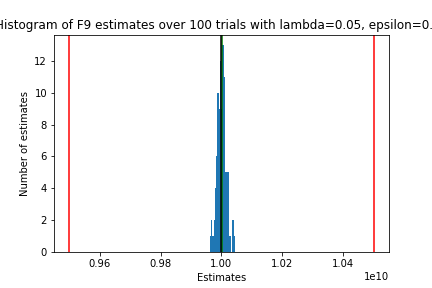 Histogram of F9 estimates over 100 trials with lambda=0.05, epsilon=0.
Number of estimates
12
10
8
6
4
2
0
0.96 0.98 1.00 1.02 1.04
1e10
Estimates